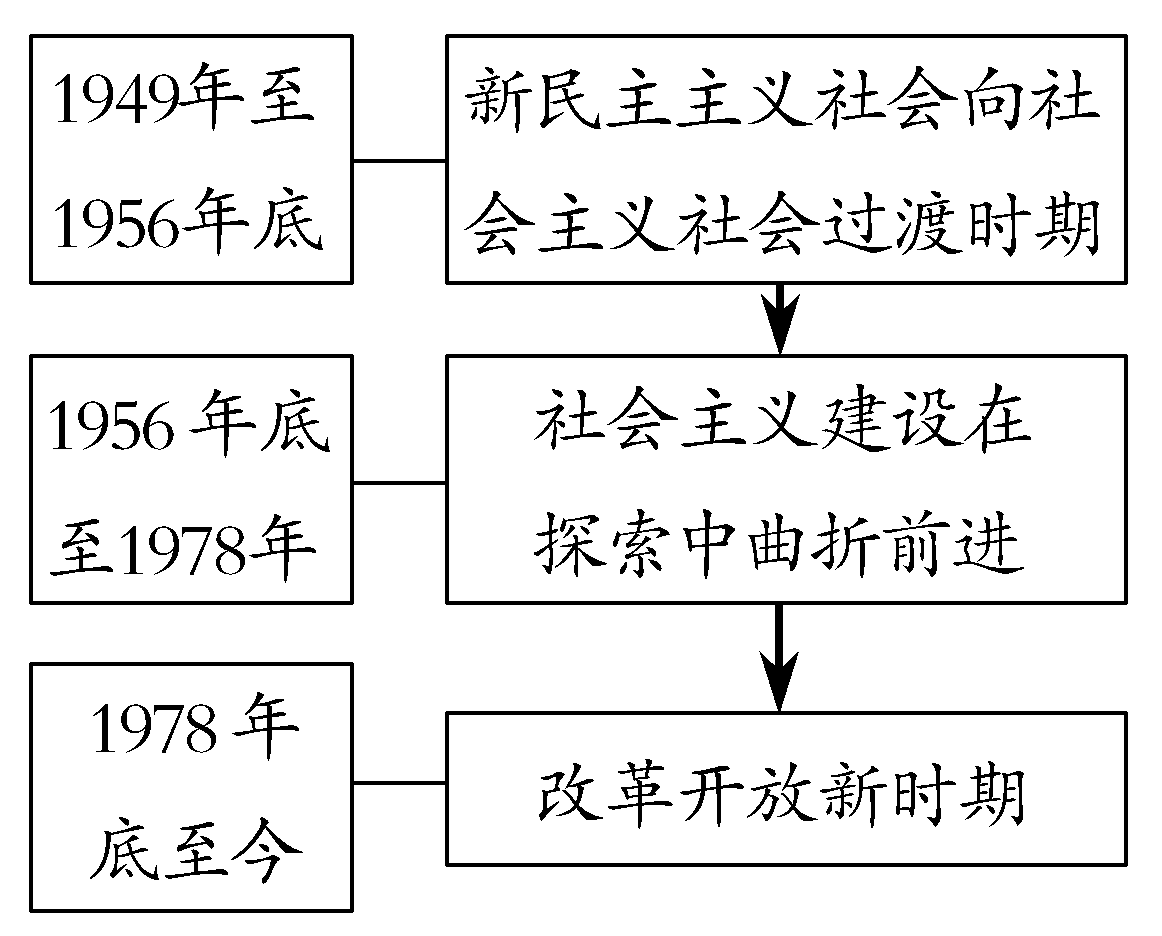 1949年至
1956年底
新民主主义社会向社
会主义社会过渡时期
1956年底
至1978年
社会主义建设在
探索中曲折前进
1978年
底至今
改革开放新时期